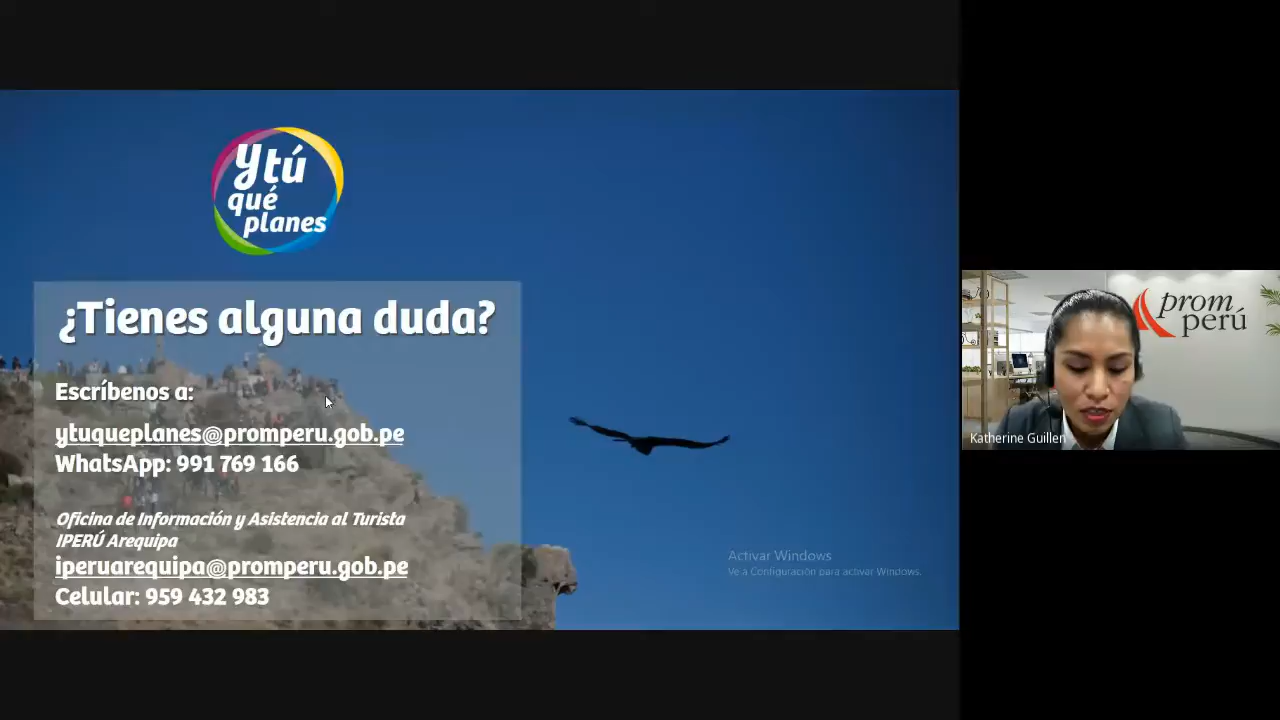 ytú
qué
planes
¿Tienes alguna duda?
Escríbenos a:
ytuqueplanes@promperu.gob.pe
WhatsApp: 991 769 166
Oficina de Información y Asistencia al Turista
IPERÚ Arequipa
iperuarequipa@promperu.gob.pe
Celular: 959 432 983
Activar Windows
Ve a Configuración para activar Windows.
prom
perú
Katherine Guillen